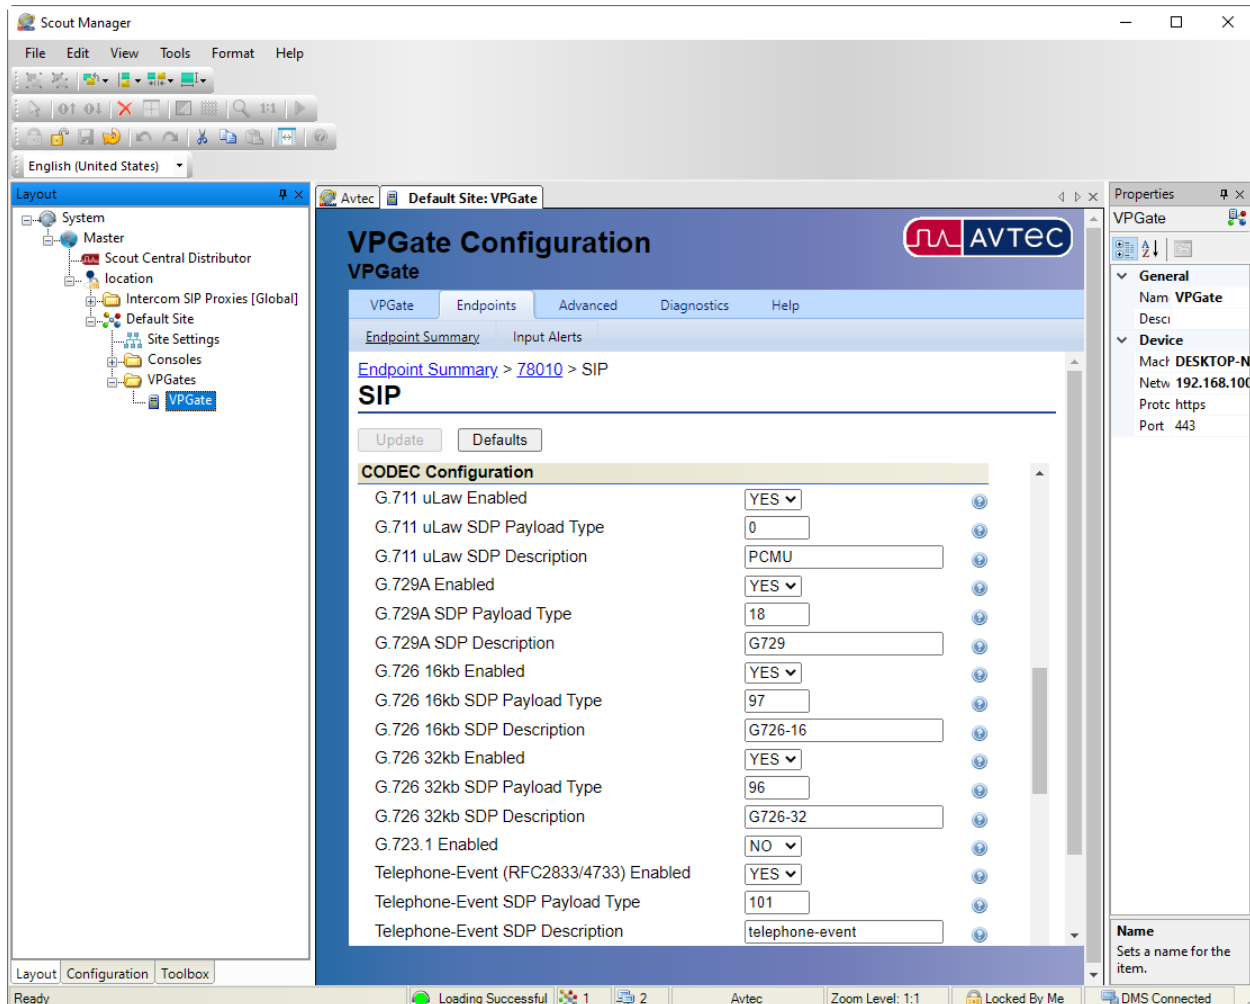 Scout Manager
File Edit View Tools Format Help
1:1
English (United States)
Layout
System
Master
Scout Central Distributor
location
Intercom SIP Proxies [Global]
Default Site
Site Settings
Consoles
VPGates
VPGate
Layout Configuration Toolbox
Avtec Default Site: VPGate
VPGate Configuration
VPGate
AVTEC
VPGate Endpoints Advanced Diagnostics Help
Endpoint Summary Input Alerts
Endpoint Summary > 78010 > SIP
SIP
Update Defaults
CODEC Configuration
G.711 uLaw Enabled YES
G.711 uLaw SDP Payload Type 0
G.711 uLaw SDP Description PCMU
G.729A Enabled YES
G.729A SDP Payload Type 18
G.729A SDP Description G729
G.726 16kb Enabled YES
G.726 16kb SDP Payload Type 97
G.726 16kb SDP Description G726-16
G.726 32kb Enabled YES
G.726 32kb SDP Payload Type 96
G.726 32kb SDP Description G726-32
G.723.1 Enabled NO
Telephone-Event (RFC2833/4733) Enabled YES
Telephone-Event SDP Payload Type 101
Telephone-Event SDP Description telephone-event
Properties
VPGate
General
Nam VPGate
Descr
Device
Mach DESKTOP-N
Netw 192.168.100
Protc https
Port 443
Name
Sets a name for the
item.
Ready Loading Successful 1 2 Avtec Zoom Level: 1:1 Locked By Me DMS Connected